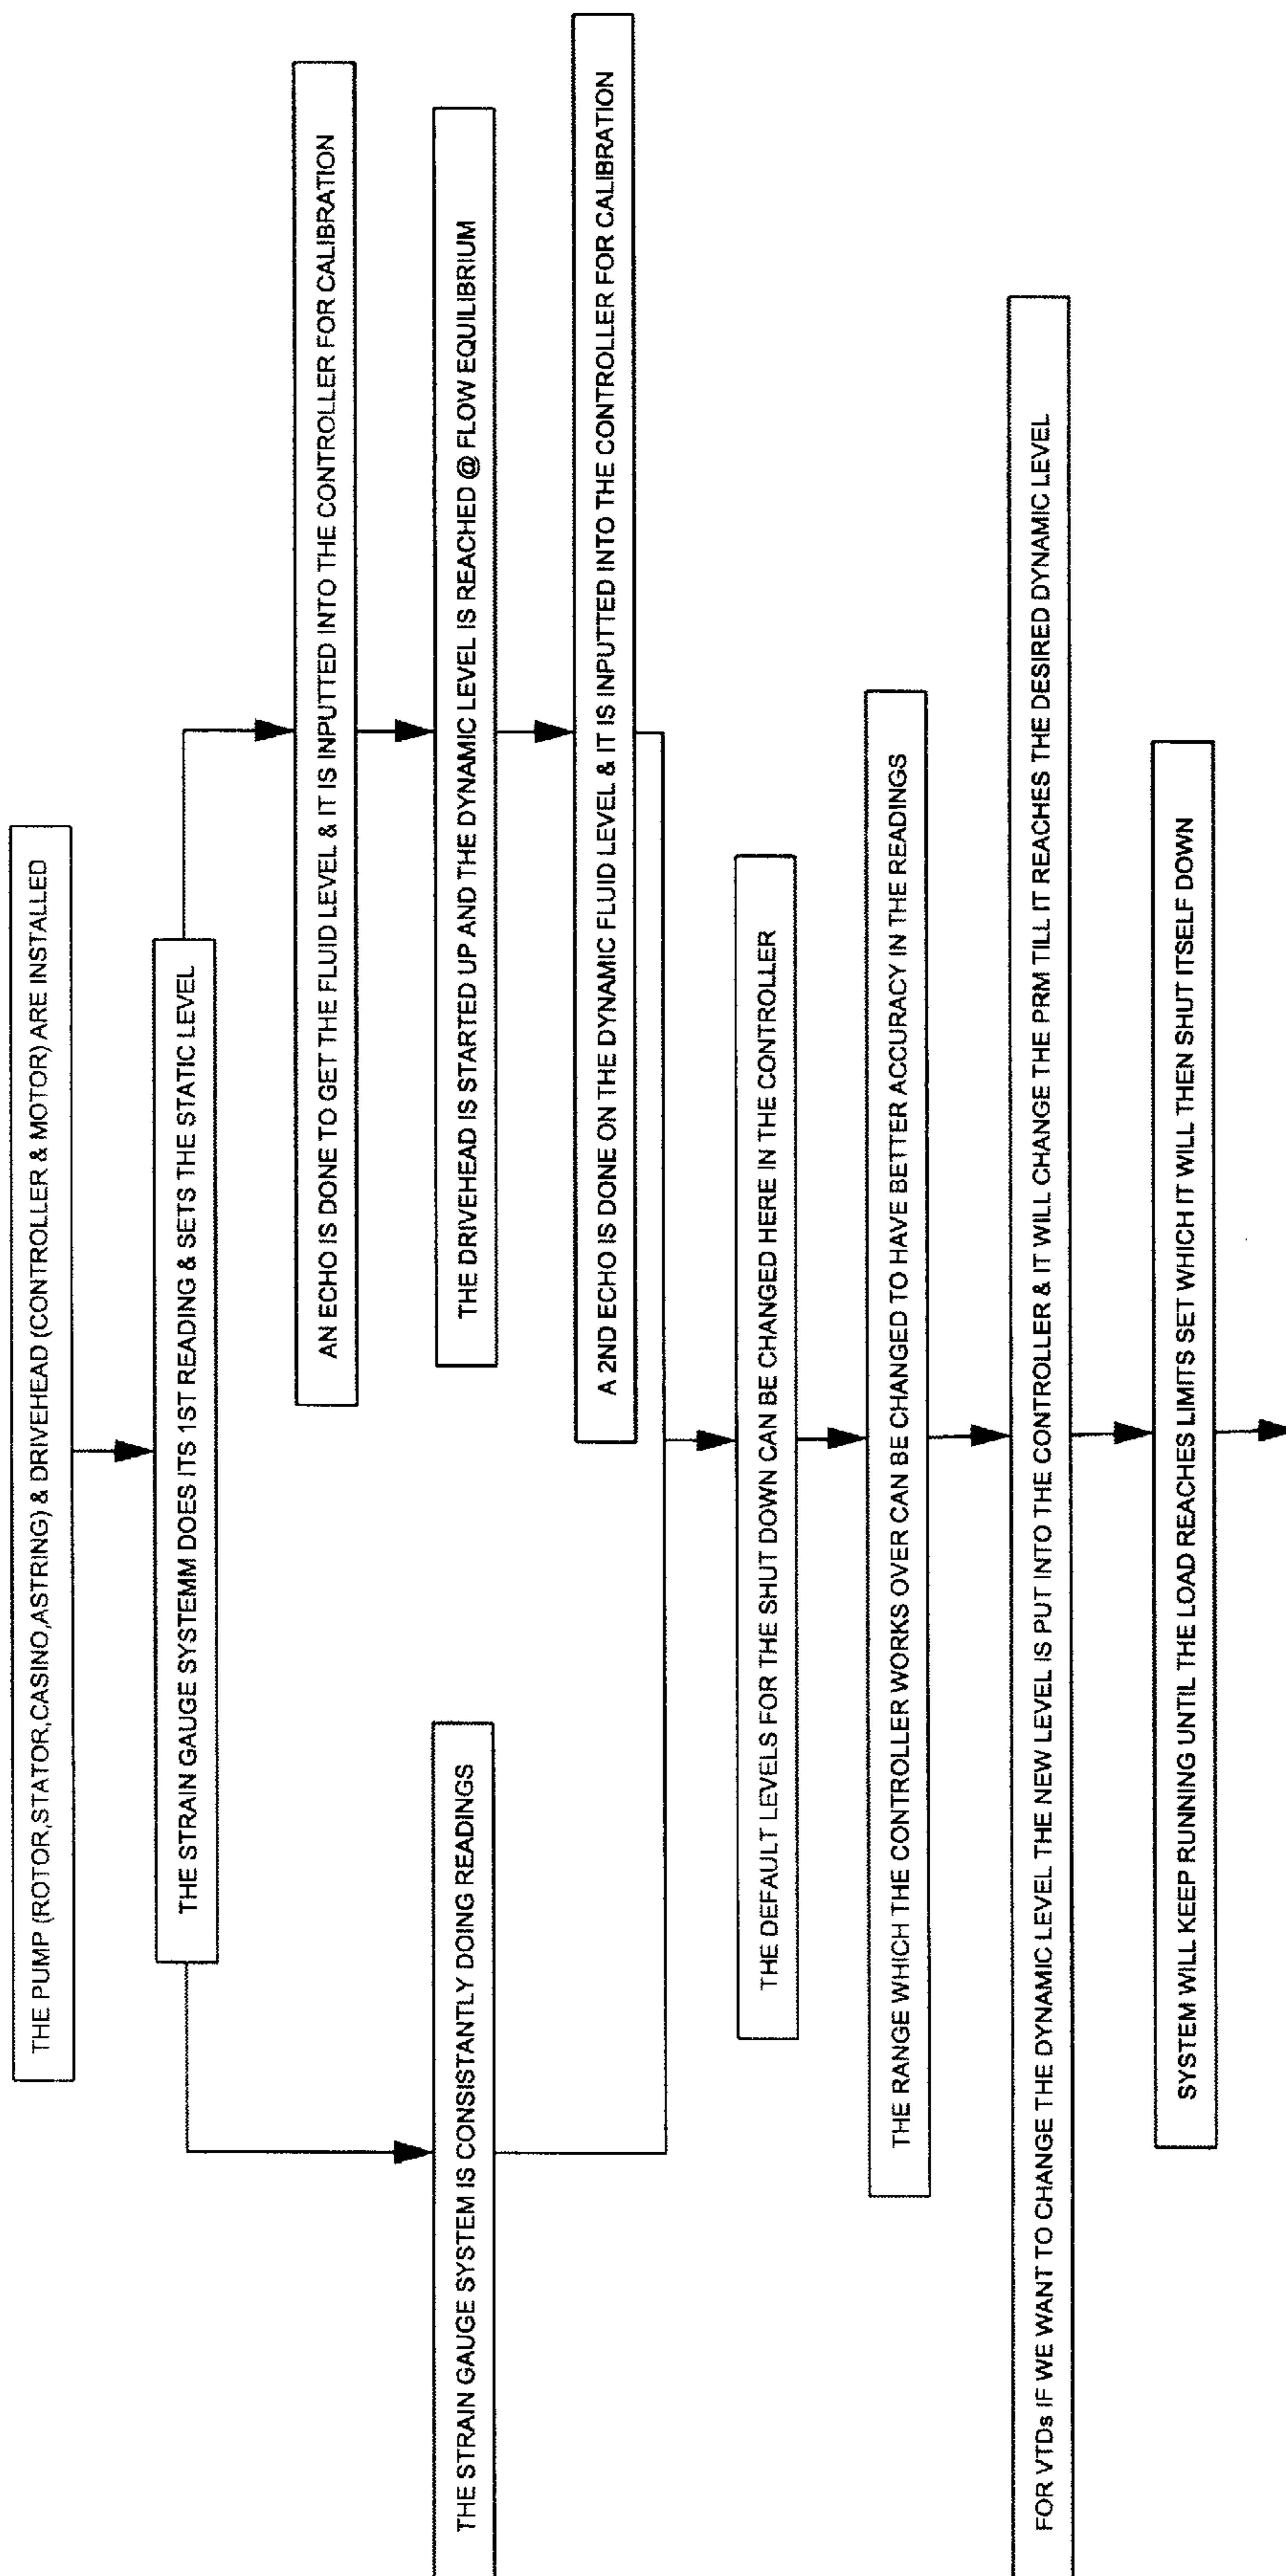 THE PUMP (ROTOR,STATOR,CASINO,ASTRING) & DRIVEHEAD (CONTROLLER & MOTOR) ARE INSTALLED
THE STRAIN GAUGE SYSTEMM DOES ITS 1ST READING & SETS THE STATIC LEVEL
AN ECHO IS DONE TO GET THE FLUID LEVEL & IT IS INPUTTED INTO THE CONTROLLER FOR CALIBRATION
THE STRAIN GAUGE SYSTEM IS CONSISTANTLY DOING READINGS
THE DRIVEHEAD IS STARTED UP AND THE DYNAMIC LEVEL IS REACHED @ FLOW EQUILIBRIUM
A 2ND ECHO IS DONE ON THE DYNAMIC FLUID LEVEL & IT IS INPUTTED INTO THE CONTROLLER FOR CALIBRATION
THE DEFAULT LEVELS FOR THE SHUT DOWN CAN BE CHANGED HERE IN THE CONTROLLER
THE RANGE WHICH THE CONTROLLER WORKS OVER CAN BE CHANGED TO HAVE BETTER ACCURACY IN THE READINGS
FOR VTDs IF WE WANT TO CHANGE THE DYNAMIC LEVEL THE NEW LEVEL IS PUT INTO THE CONTROLLER & IT WILL CHANGE THE PRM TILL IT REACHES THE DESIRED DYNAMIC LEVEL
SYSTEM WILL KEEP RUNNING UNTIL THE LOAD REACHES LIMITS SET WHICH IT WILL THEN SHUT ITSELF DOWN